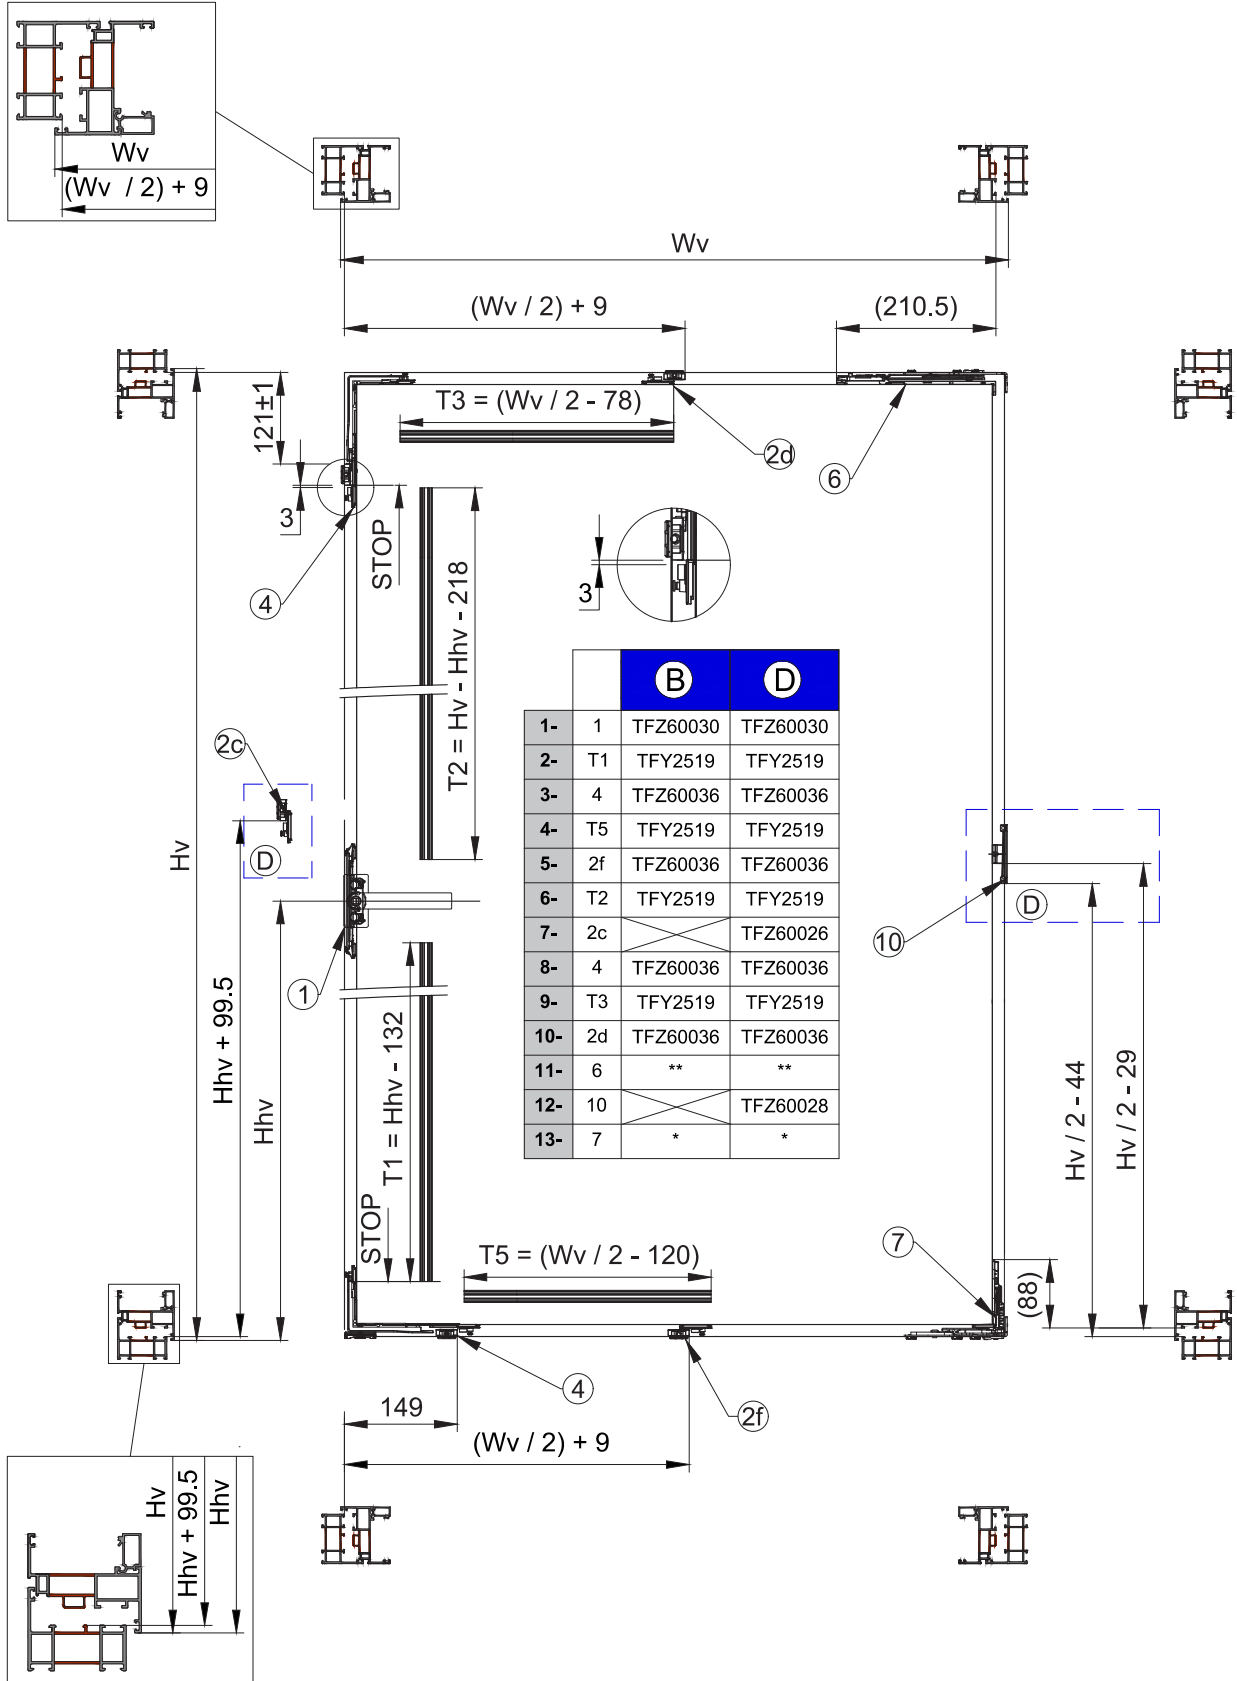 Wv
(Wv / 2) + 9
Wv
(Wv / 2) + 9
(210.5)
121±1
T3 = (Wv / 2 - 78)
2d
6
3
STOP
4
T2 = Hv - Hhv - 218
3
Hv
2c
D
Hhv + 99.5
Hhv
1
B D
1- 1 TFZ60030 TFZ60030
2- T1 TFY2519 TFY2519
3- 4 TFZ60036 TFZ60036
4- T5 TFY2519 TFY2519
5- 2f TFZ60036 TFZ60036
6- T2 TFY2519 TFY2519
7- 2c TFZ60026
8- 4 TFZ60036 TFZ60036
9- T3 TFY2519 TFY2519
10- 2d TFZ60036 TFZ60036
11- 6 ** **
12- 10 TFZ60028
13- 7 * *
D
10
T1 = Hhv - 132
STOP
Hv / 2 - 44
Hv / 2 - 29
T5 = (Wv / 2 - 120)
7
(88)
4
149
2f
(Wv / 2) + 9
Hv
Hhv + 99.5
Hhv